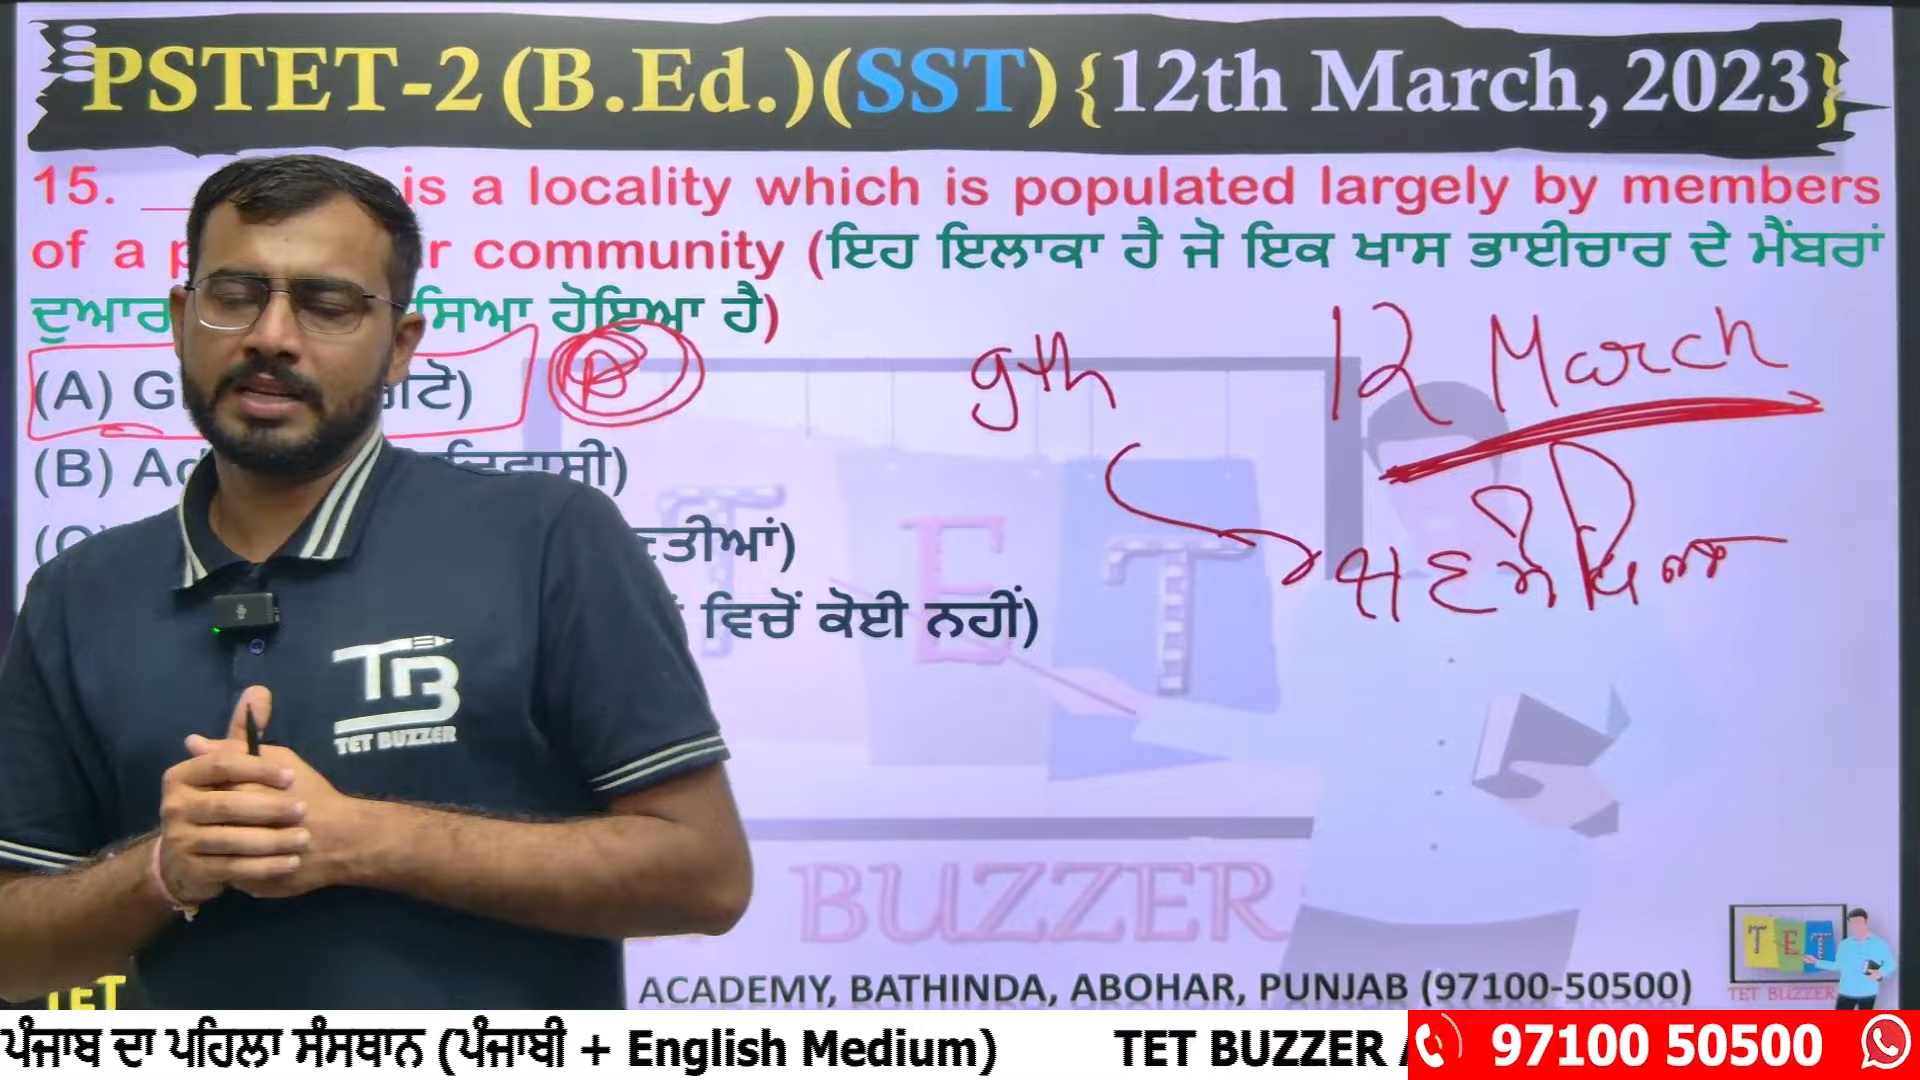 PSTET-2 (B.Ed.)(SST){12th March, 2023}
15. is a locality which is populated largely by members
of a community (ਇਹ ਇਲਾਕਾ ਹੈ ਜੋ ਇਕ ਖਾਸ ਭਾਈਚਾਰ ਦੇ ਮੈਂਬਰਾਂ
ਹੋਇਆ ਹੈ)
(A)
9th
12 March
(B)
ਵਿਚੋਂ ਕੋਈ ਨਹੀਂ)
TB
TET BUZZER
TET
BUZZER
TET
ACADEMY, BATHINDA, ABOHAR, PUNJAB (97100-50500)
TET
TET BUZZER
ਪੰਜਾਬ ਦਾ ਪਹਿਲਾ ਸੰਸਥਾਨ (ਪੰਜਾਬੀ + English Medium) TET BUZZER
97100 50500